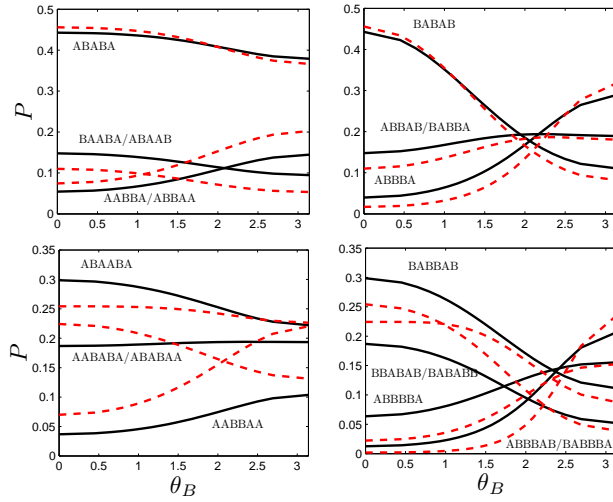 0.5
0.4
0.3
0.2
0.1
0
P
0 0.5 1 1.5 2 2.5 3
ABABA
BAABA/ABAAB
AABBA/ABBAA
0.5
0.4
0.3
0.2
0.1
0
0 0.5 1 1.5 2 2.5 3
BABAB
ABBAB/BABBA
ABBBA
0.35
0.3
0.25
0.2
0.15
0.1
0.05
0
P
0 0.5 1 1.5 2 2.5 3
θ_B
ABAABA
AABABA/ABABAA
AABBAA
0.35
0.3
0.25
0.2
0.15
0.1
0.05
0
0 0.5 1 1.5 2 2.5 3
θ_B
BABBAB
BBABAB/BABABB
ABBBBA
ABBBAB/BABBBA